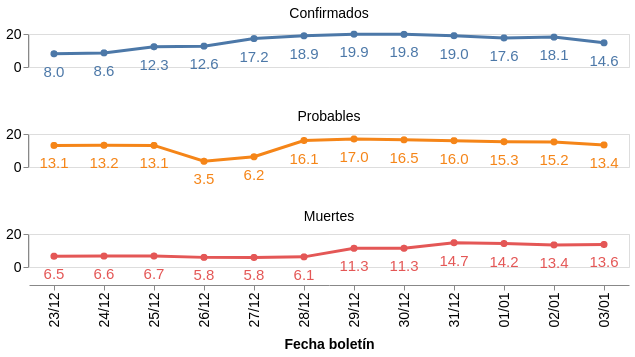 Confirmados
20
0
8.0 8.6 12.3 12.6 17.2 18.9 19.9 19.8 19.0 17.6 18.1 14.6
Probables
20
0
13.1 13.2 13.1 3.5 6.2 16.1 17.0 16.5 16.0 15.3 15.2 13.4
Muertes
20
0
6.5 6.6 6.7 5.8 5.8 6.1 11.3 11.3 14.7 14.2 13.4 13.6
23/12 24/12 25/12 26/12 27/12 28/12 29/12 30/12 31/12 01/01 02/01 03/01
Fecha boletín